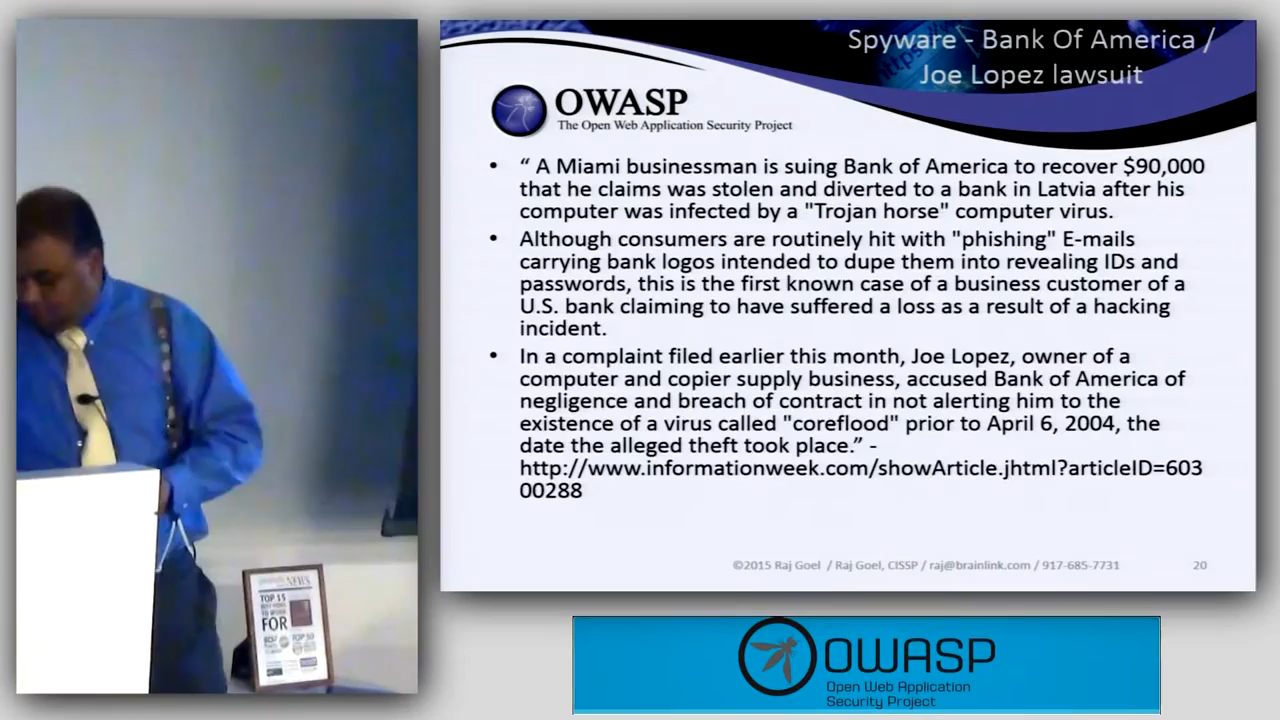 Spyware - Bank Of America /
Joe Lopez lawsuit
OWASP
The Open Web Application Security Project
• “ A Miami businessman is suing Bank of America to recover $90,000
that he claims was stolen and diverted to a bank in Latvia after his
computer was infected by a "Trojan horse" computer virus.
• Although consumers are routinely hit with "phishing" E-mails
carrying bank logos intended to dupe them into revealing IDs and
passwords, this is the first known case of a business customer of a
U.S. bank claiming to have suffered a loss as a result of a hacking
incident.
• In a complaint filed earlier this month, Joe Lopez, owner of a
computer and copier supply business, accused Bank of America of
negligence and breach of contract in not alerting him to the
existence of a virus called "coreflood" prior to April 6, 2004, the
date the alleged theft took place.” -
http://www.informationweek.com/showArticle.jhtml?articleID=603
00288
©2015 Raj Goel / Raj Goel, CISSP / raj@brainlink.com / 917-685-7731
20
NEWS
TOP 15
FOR
OWASP
Open Web Application
Security Project